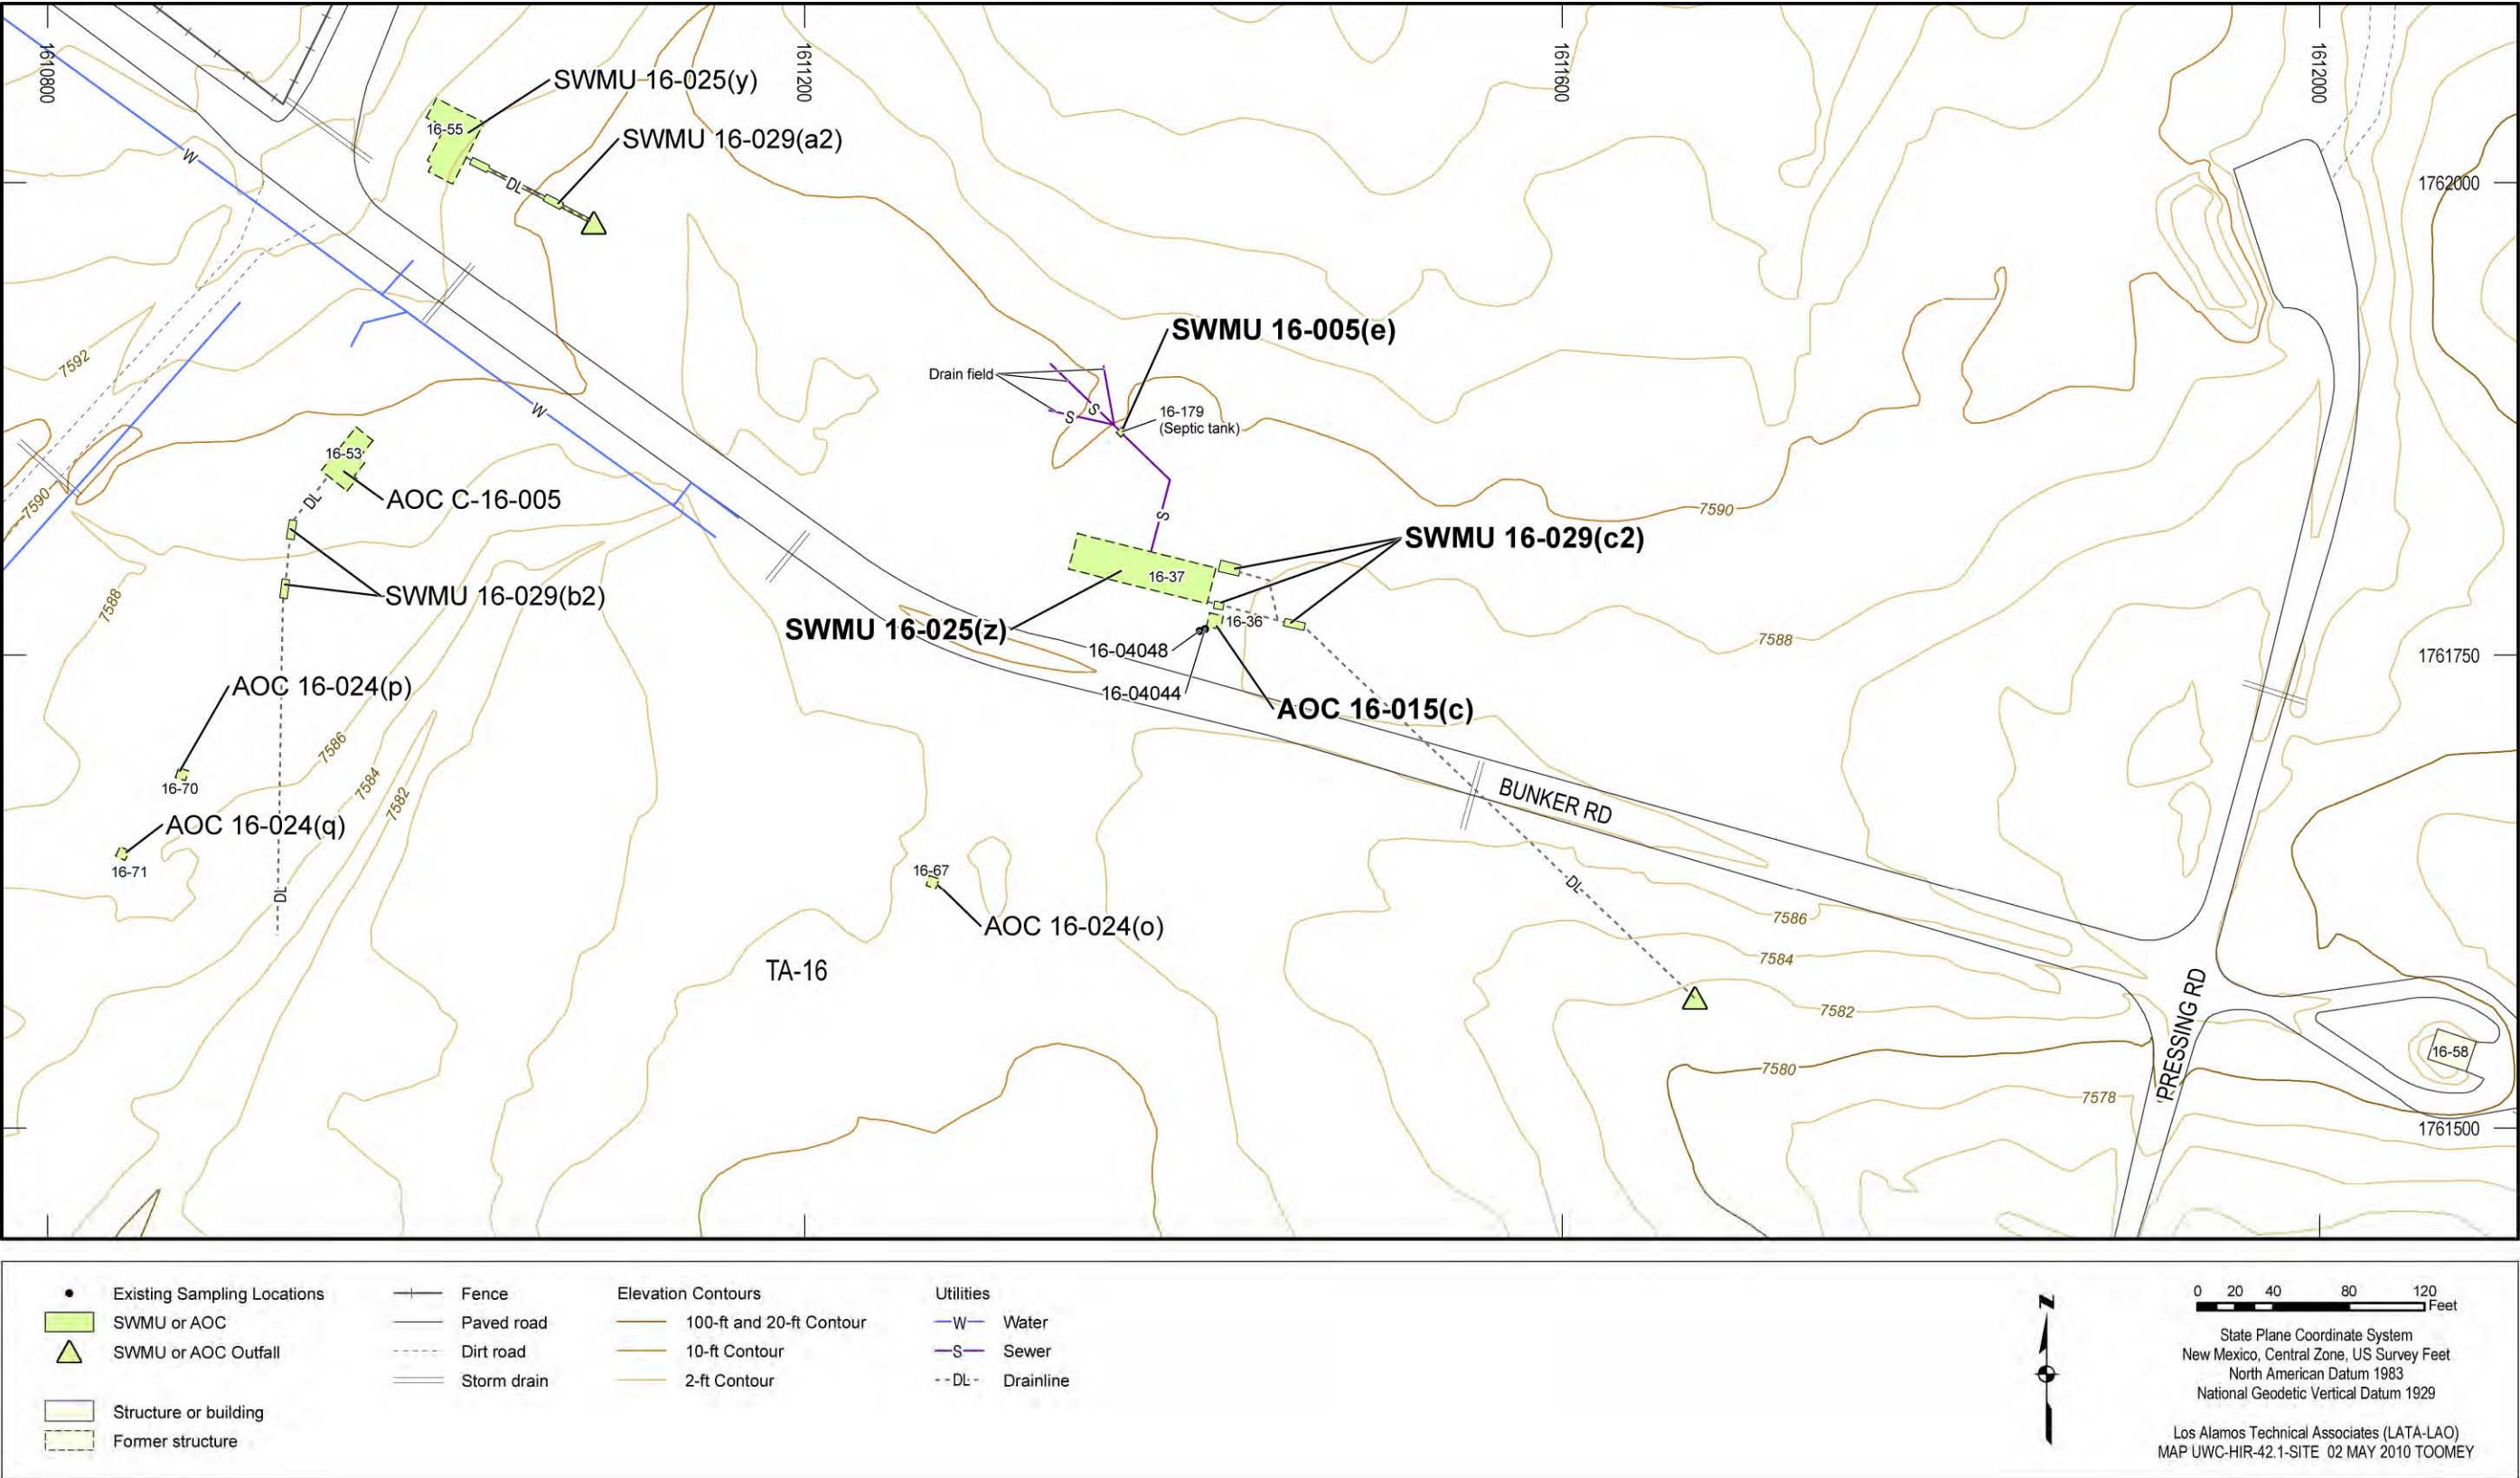 1610800
1611200
1611600
1612000
SWMU 16-025(y)
16-55
SWMU 16-029(a2)
W
DL
1762000
SWMU 16-005(e)
7592
Drain field
S
S
16-179
(Septic tank)
W
16-53
7590
DL
AOC C-16-005
7590
S
SWMU 16-029(c2)
16-37
7588
SWMU 16-029(b2)
SWMU 16-025(z)
16-36
7588
16-04048
1761750
16-04044
AOC 16-015(c)
AOC 16-024(p)
7586
7584
7582
16-70
BUNKER RD
AOC 16-024(q)
16-71
DL
16-67
DL
AOC 16-024(o)
7586
7584
TA-16
7582
PRESSING RD
16-58
7580
7578
1761500
Existing Sampling Locations
SWMU or AOC
SWMU or AOC Outfall
Structure or building
Former structure
Fence
Paved road
Dirt road
Storm drain
Elevation Contours
100-ft and 20-ft Contour
10-ft Contour
2-ft Contour
Utilities
W Water
S Sewer
DL Drainline
N
0 20 40 80 120
Feet
State Plane Coordinate System
New Mexico, Central Zone, US Survey Feet
North American Datum 1983
National Geodetic Vertical Datum 1929
Los Alamos Technical Associates (LATA-LAO)
MAP UWC-HIR-42.1-SITE 02 MAY 2010 TOOMEY